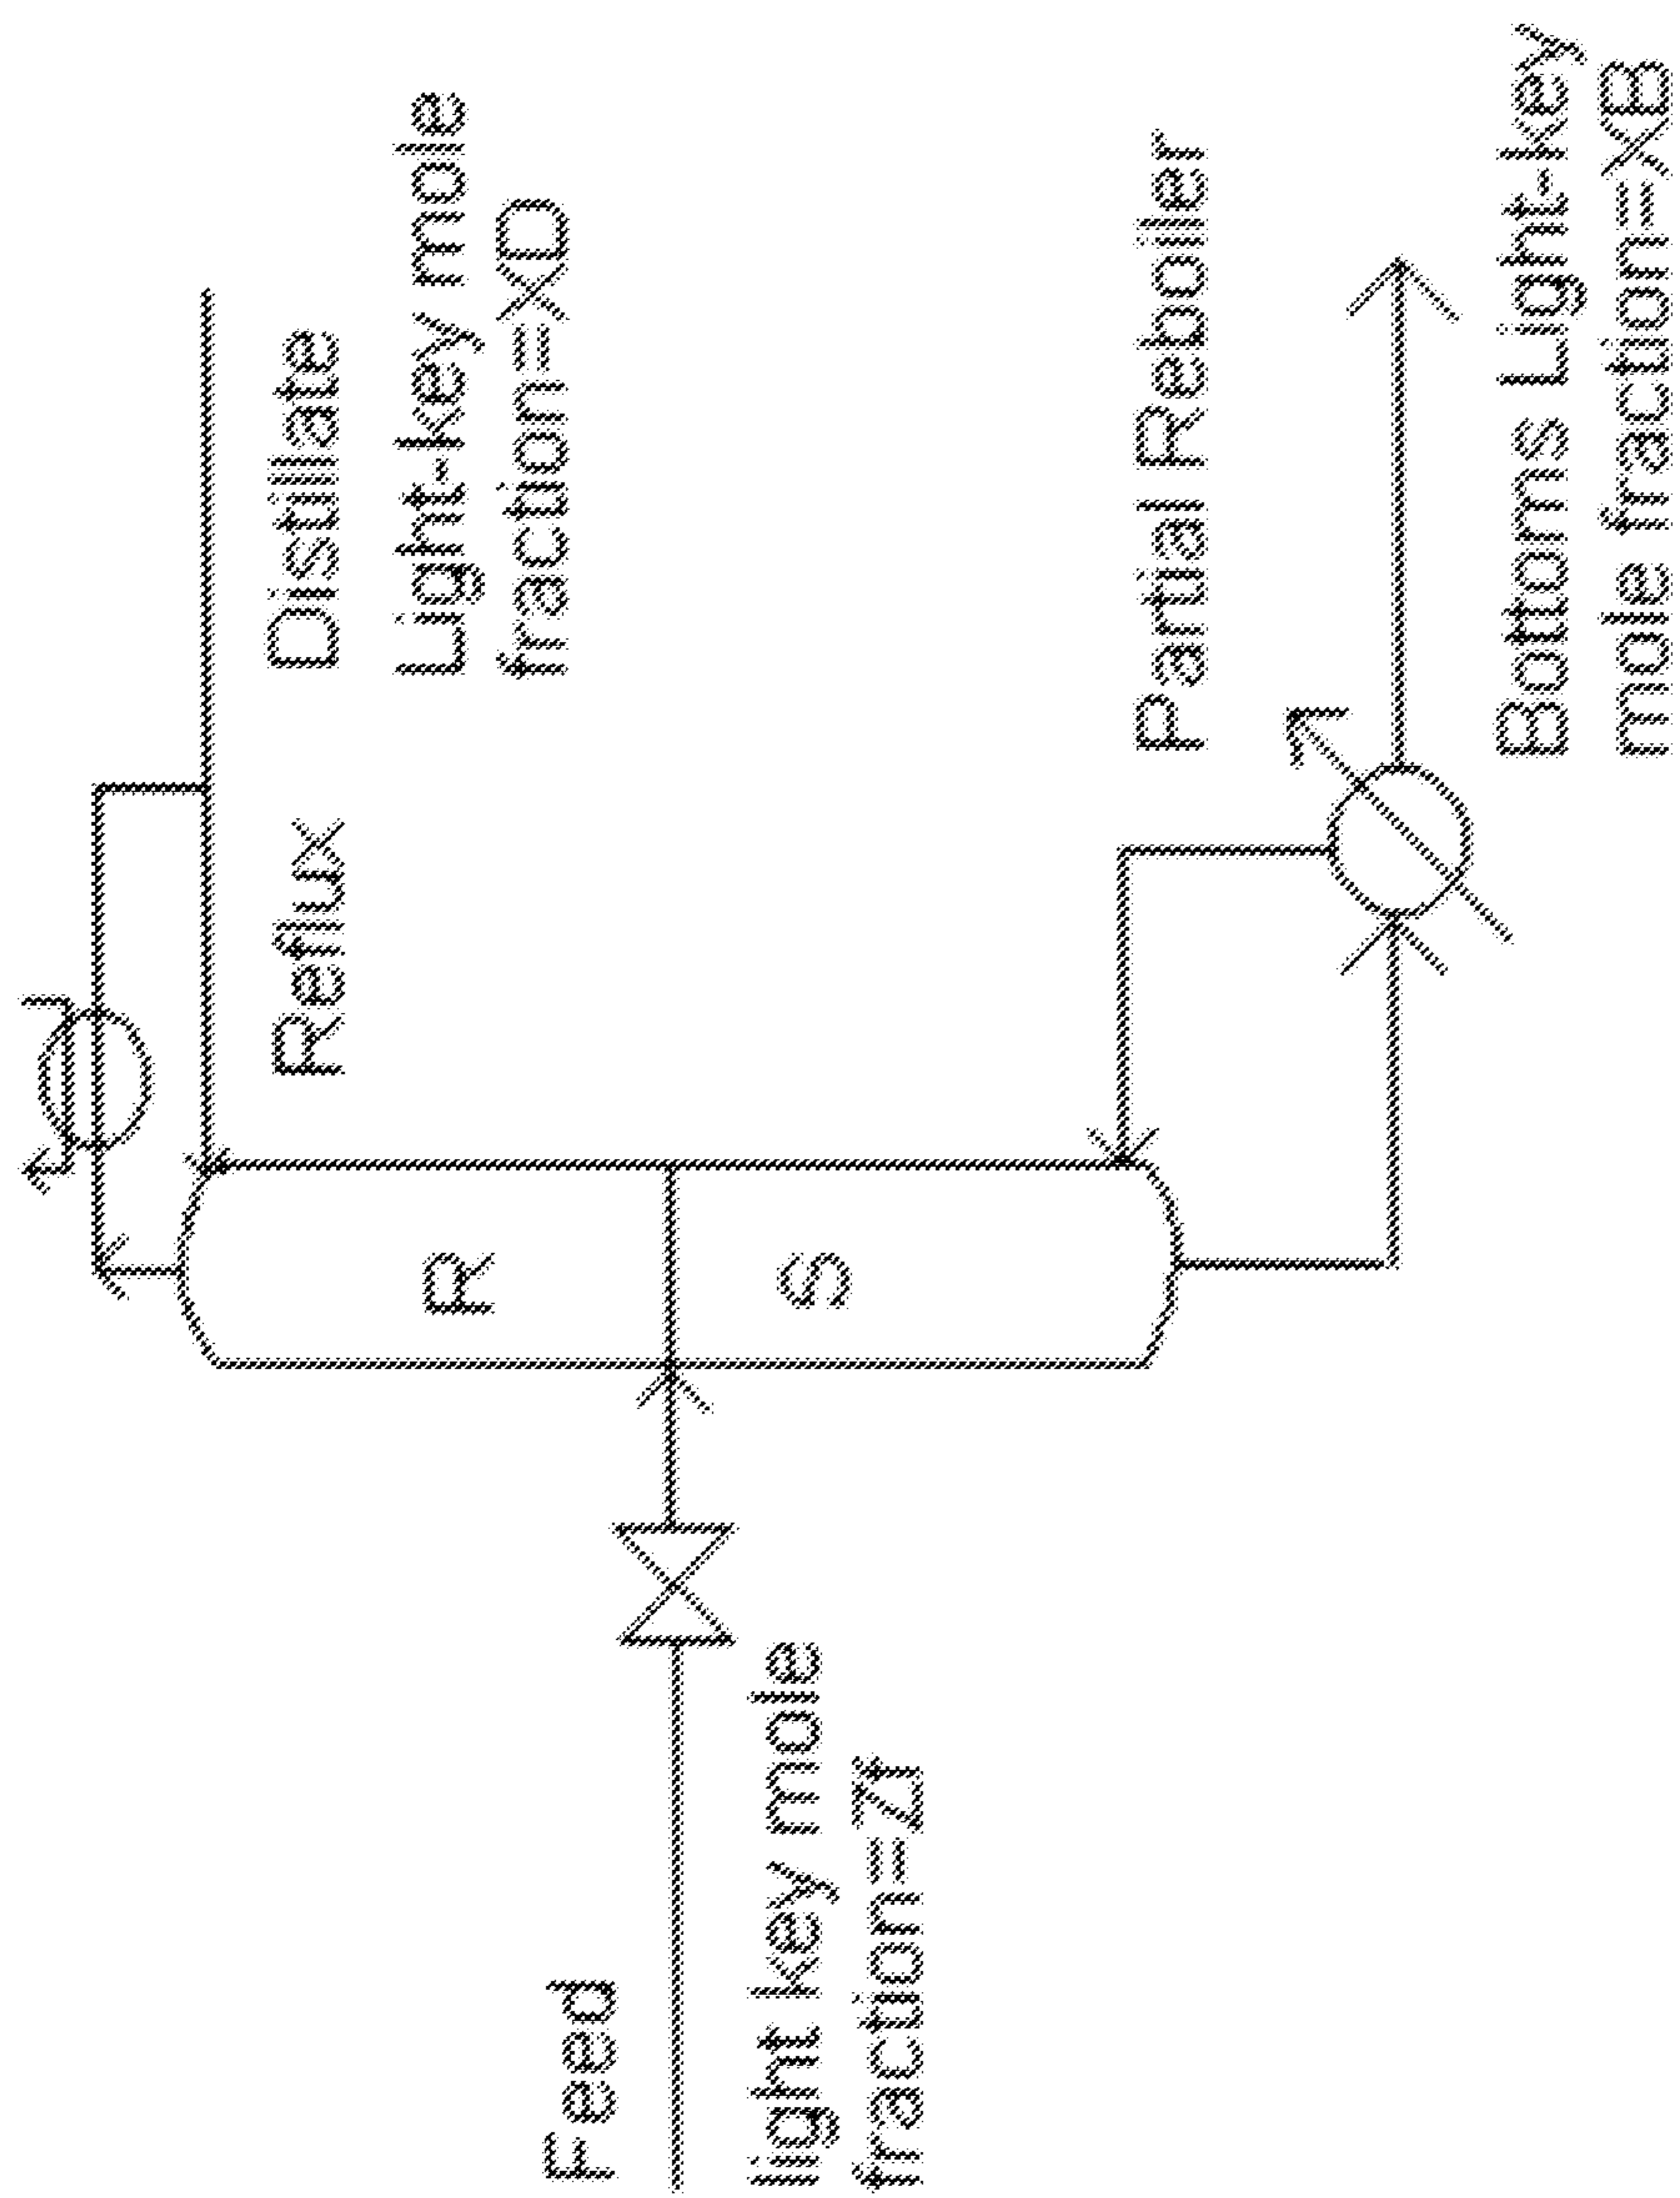 Feed
light key mole
fraction=Zf
R
S
Reflux
Distillate
Light-key mole
fraction=XD
Partial Reboiler
Bottoms Light-key
mole fraction=XB